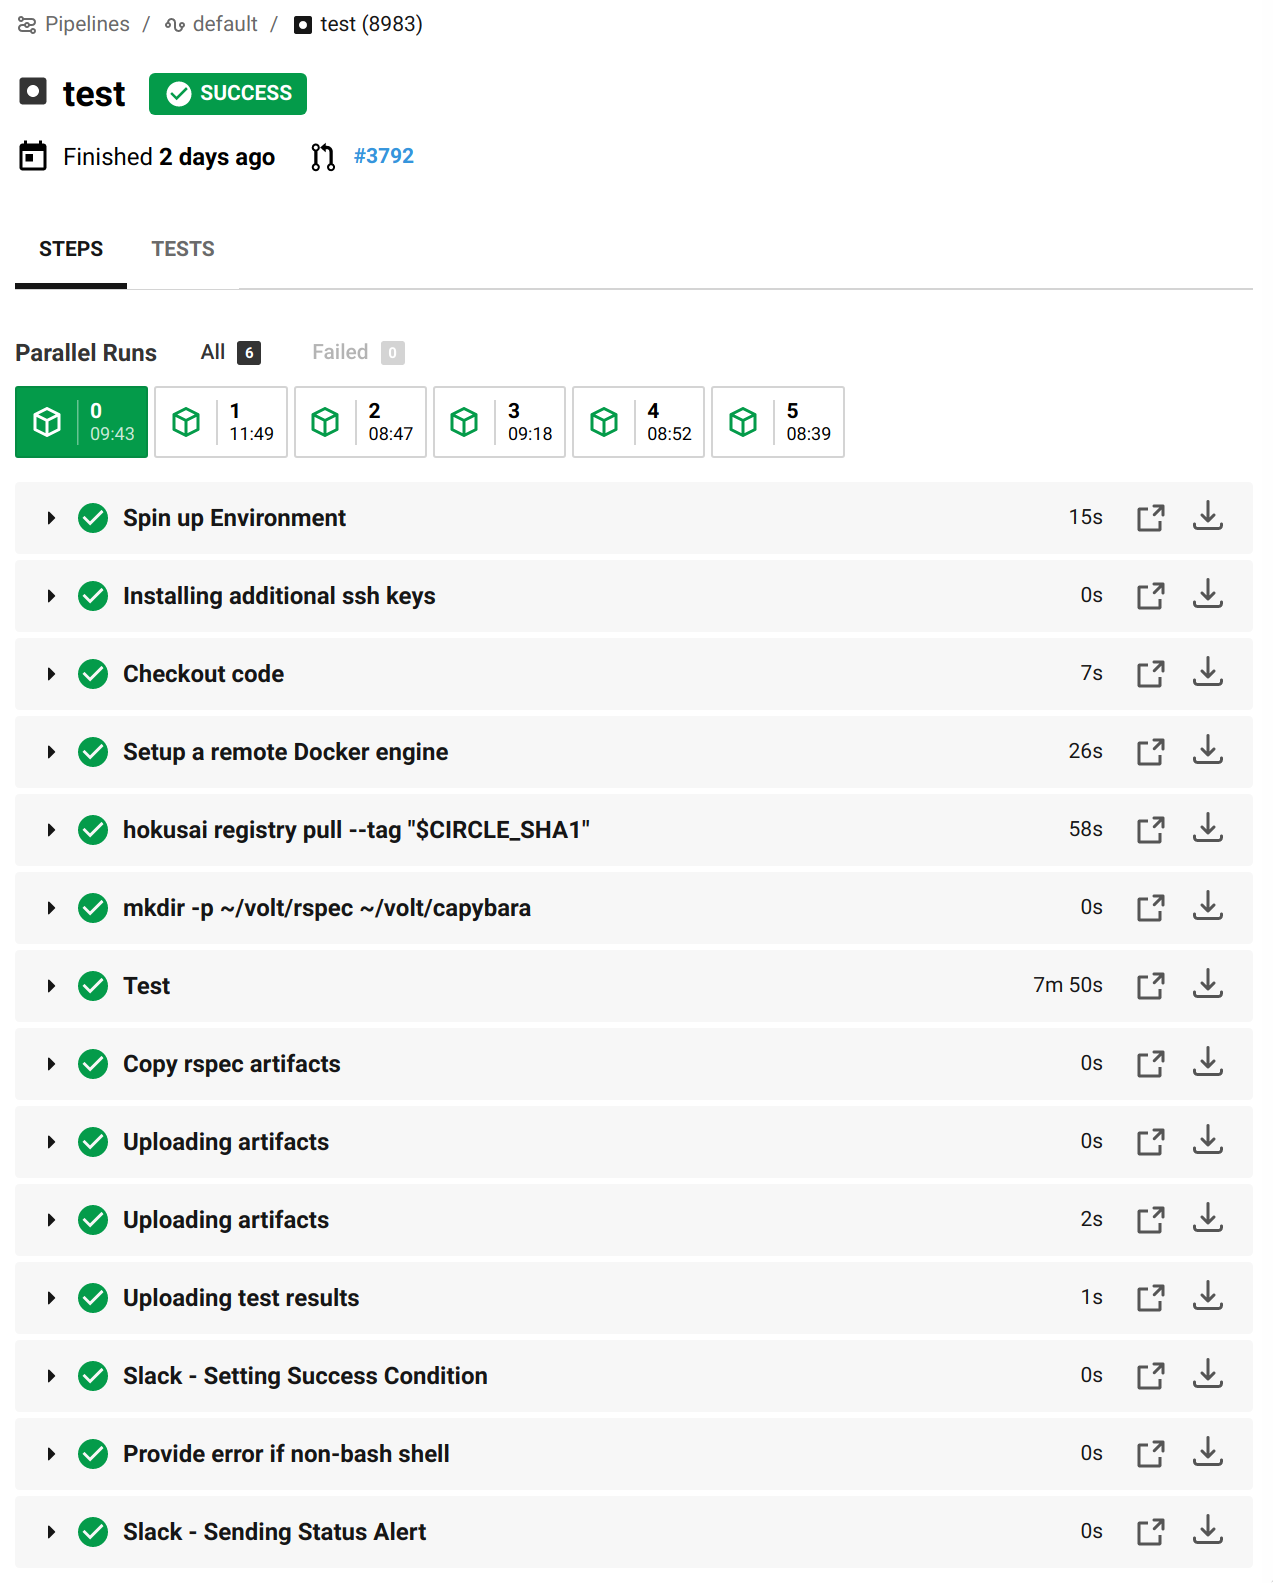 Pipelines / default / test (8983)
test SUCCESS
Finished 2 days ago #3792
STEPS TESTS
Parallel Runs All 6 Failed 0
0 1 2 3 4 5
09:43 11:49 08:47 09:18 08:52 08:39
Spin up Environment 15s
Installing additional ssh keys 0s
Checkout code 7s
Setup a remote Docker engine 26s
hokusai registry pull --tag "$CIRCLE_SHA1" 58s
mkdir -p ~/volt/rspec ~/volt/capybara 0s
Test 7m 50s
Copy rspec artifacts 0s
Uploading artifacts 0s
Uploading artifacts 2s
Uploading test results 1s
Slack - Setting Success Condition 0s
Provide error if non-bash shell 0s
Slack - Sending Status Alert 0s